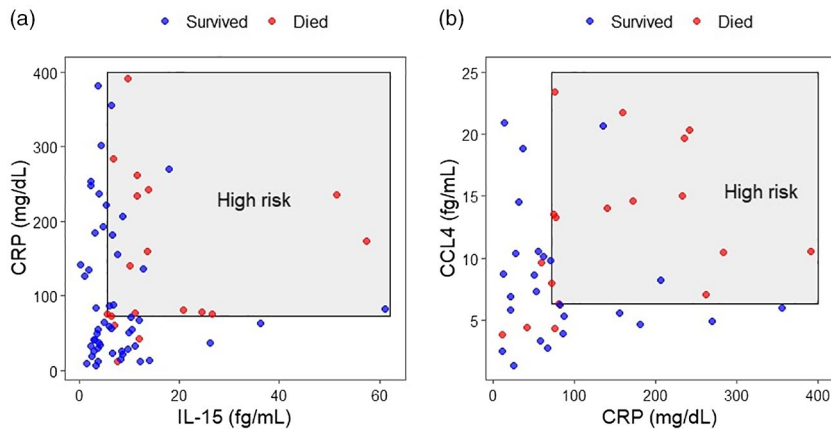 (a)
Survived Died
400
300
200
100
0
CRP (mg/dL)
High risk
0 20 40 60
IL-15 (fg/mL)
(b)
Survived Died
25
20
15
10
5
CCL4 (fg/mL)
High risk
0 100 200 300 400
CRP (mg/dL)